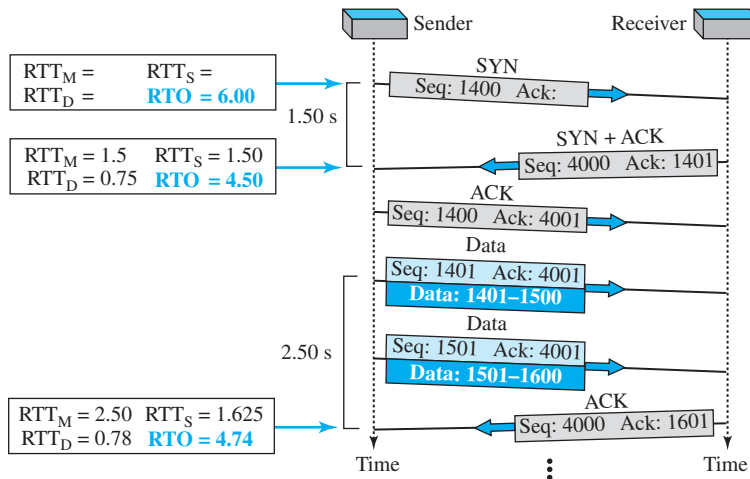 Sender
Receiver
RTT_M = RTT_S =
RTT_D = RTO = 6.00
SYN
Seq: 1400 Ack:
1.50 s
SYN + ACK
Seq: 4000 Ack: 1401
RTT_M = 1.5 RTT_S = 1.50
RTT_D = 0.75 RTO = 4.50
ACK
Seq: 1400 Ack: 4001
Data
Seq: 1401 Ack: 4001
Data: 1401–1500
Data
2.50 s
Seq: 1501 Ack: 4001
Data: 1501–1600
ACK
Seq: 4000 Ack: 1601
RTT_M = 2.50 RTT_S = 1.625
RTT_D = 0.78 RTO = 4.74
Time
Time